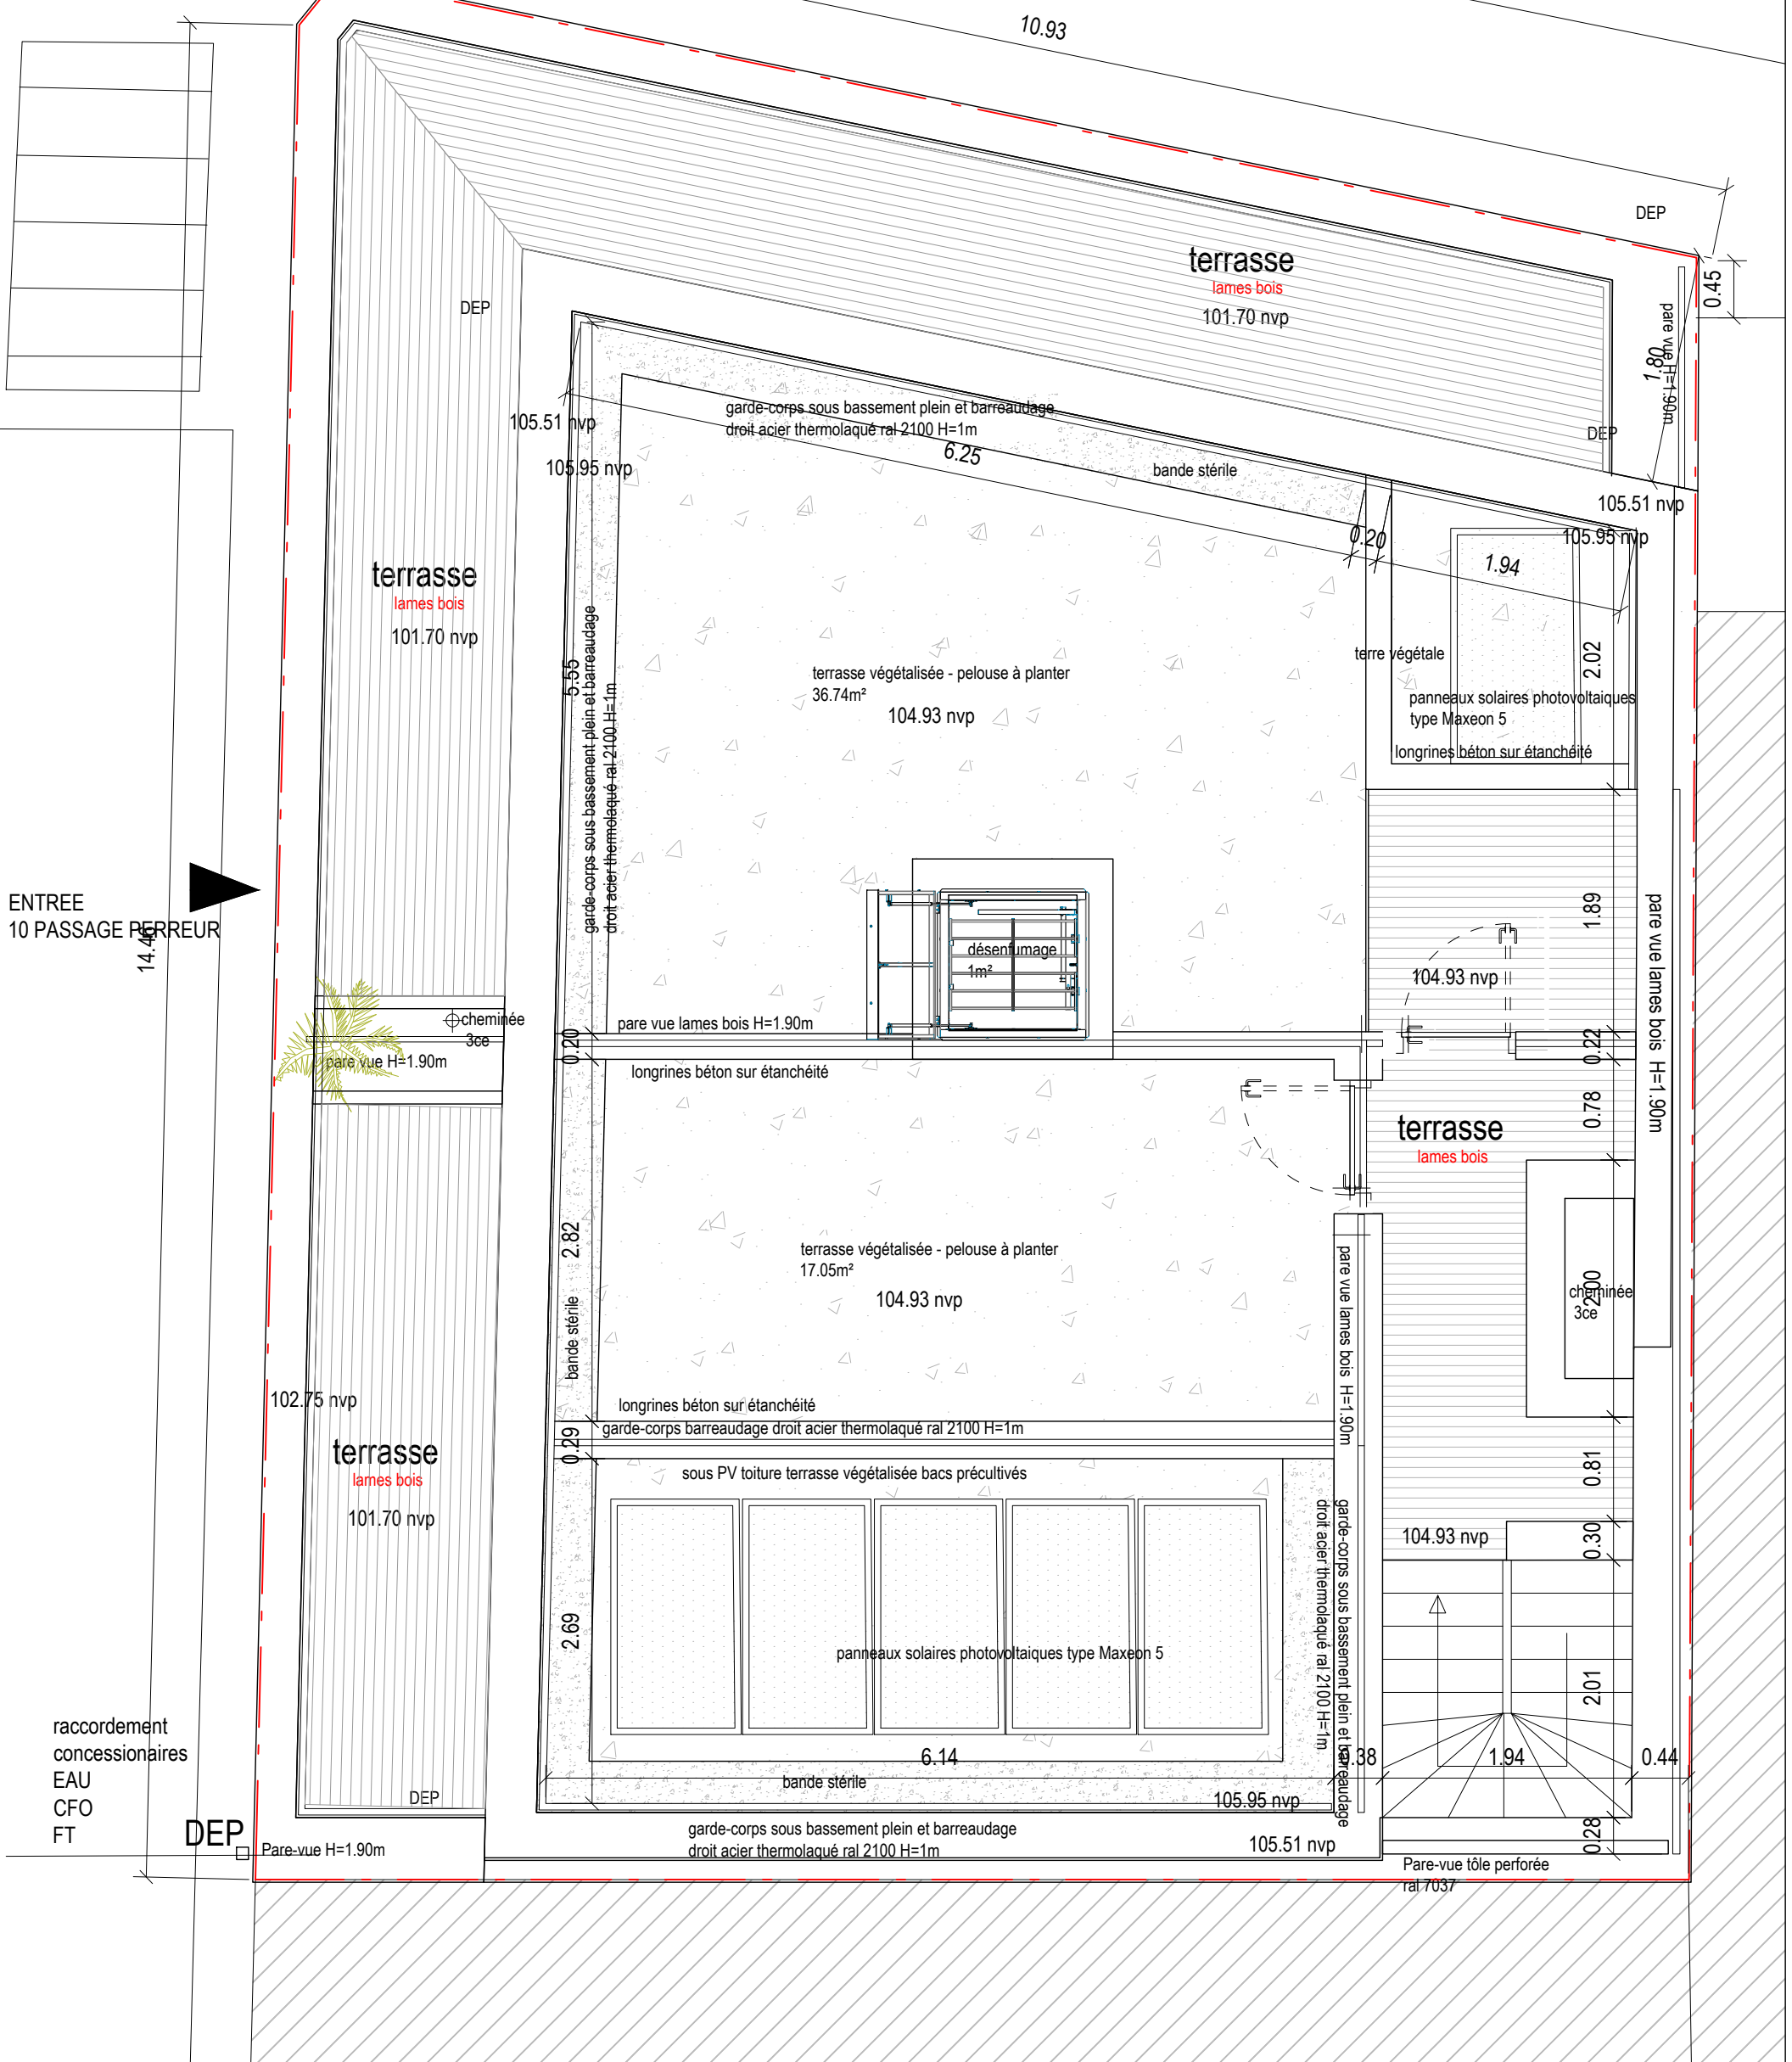 10.93
DEP
0.45
terrasse
lames bois
101.70 nvp
pare vue H=1.90m
1.80
DEP
DEP
105.51 nvp
105.95 nvp
garde-corps sous bassement plein et barreaudage
droit acier thermolaqué ral 2100 H=1m
6.25
bande stérile
105.51 nvp
105.95 nvp
0.20
1.94
terrasse
lames bois
101.70 nvp
5.55
garde-corps sous bassement plein et barreaudage
droit acier thermolaqué ral 2100 H=1m
terrasse végétalisée - pelouse à planter
36.74m²
104.93 nvp
terre végétale
2.02
panneaux solaires photovoltaiques
type Maxeon 5
longrines béton sur étanchéité
ENTREE
10 PASSAGE PERREUR
14.46
1.89
pare vue lames bois H=1.90m
désenfumage
1m²
104.93 nvp
cheminée
3ce
pare vue H=1.90m
pare vue lames bois H=1.90m
0.20
0.22
longrines béton sur étanchéité
0.78
terrasse
lames bois
2.82
terrasse végétalisée - pelouse à planter
17.05m²
104.93 nvp
bande stérile
pare vue lames bois H=1.90m
2.00
cheminée
3ce
102.75 nvp
longrines béton sur étanchéité
garde-corps barreaudage droit acier thermolaqué ral 2100 H=1m
0.29
terrasse
lames bois
101.70 nvp
sous PV toiture terrasse végétalisée bacs précultivés
0.81
104.93 nvp
0.30
garde-corps sous bassement plein et barreaudage
droit acier thermolaqué ral 2100 H=1m
2.69
panneaux solaires photovoltaiques type Maxeon 5
2.01
raccordement
concessionaires
EAU
CFO
FT
6.14
0.38
1.94
0.44
bande stérile
DEP
105.95 nvp
DEP
Pare-vue H=1.90m
garde-corps sous bassement plein et barreaudage
droit acier thermolaqué ral 2100 H=1m
105.51 nvp
0.28
Pare-vue tôle perforée
ral 7037